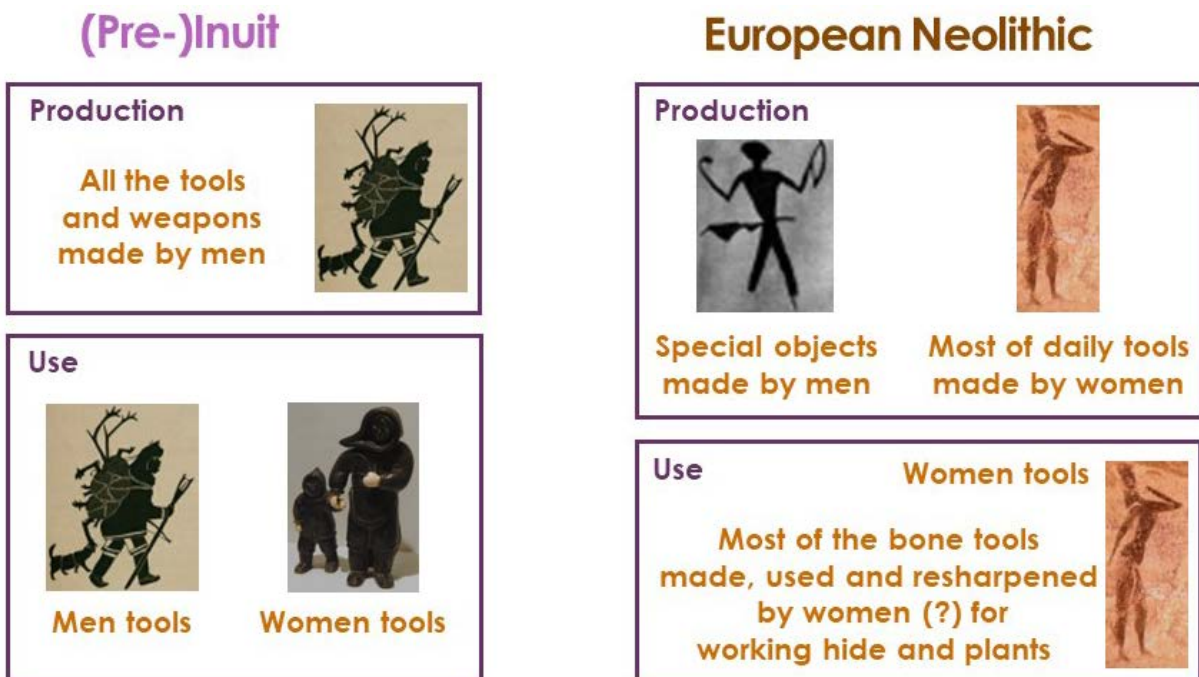 (Pre-)Inuit
Production
All the tools
and weapons
made by men
Use
Men tools
Women tools
European Neolithic
Production
Special objects
made by men
Most of daily tools
made by women
Use
Women tools
Most of the bone tools
made, used and resharpened
by women (?) for
working hide and plants